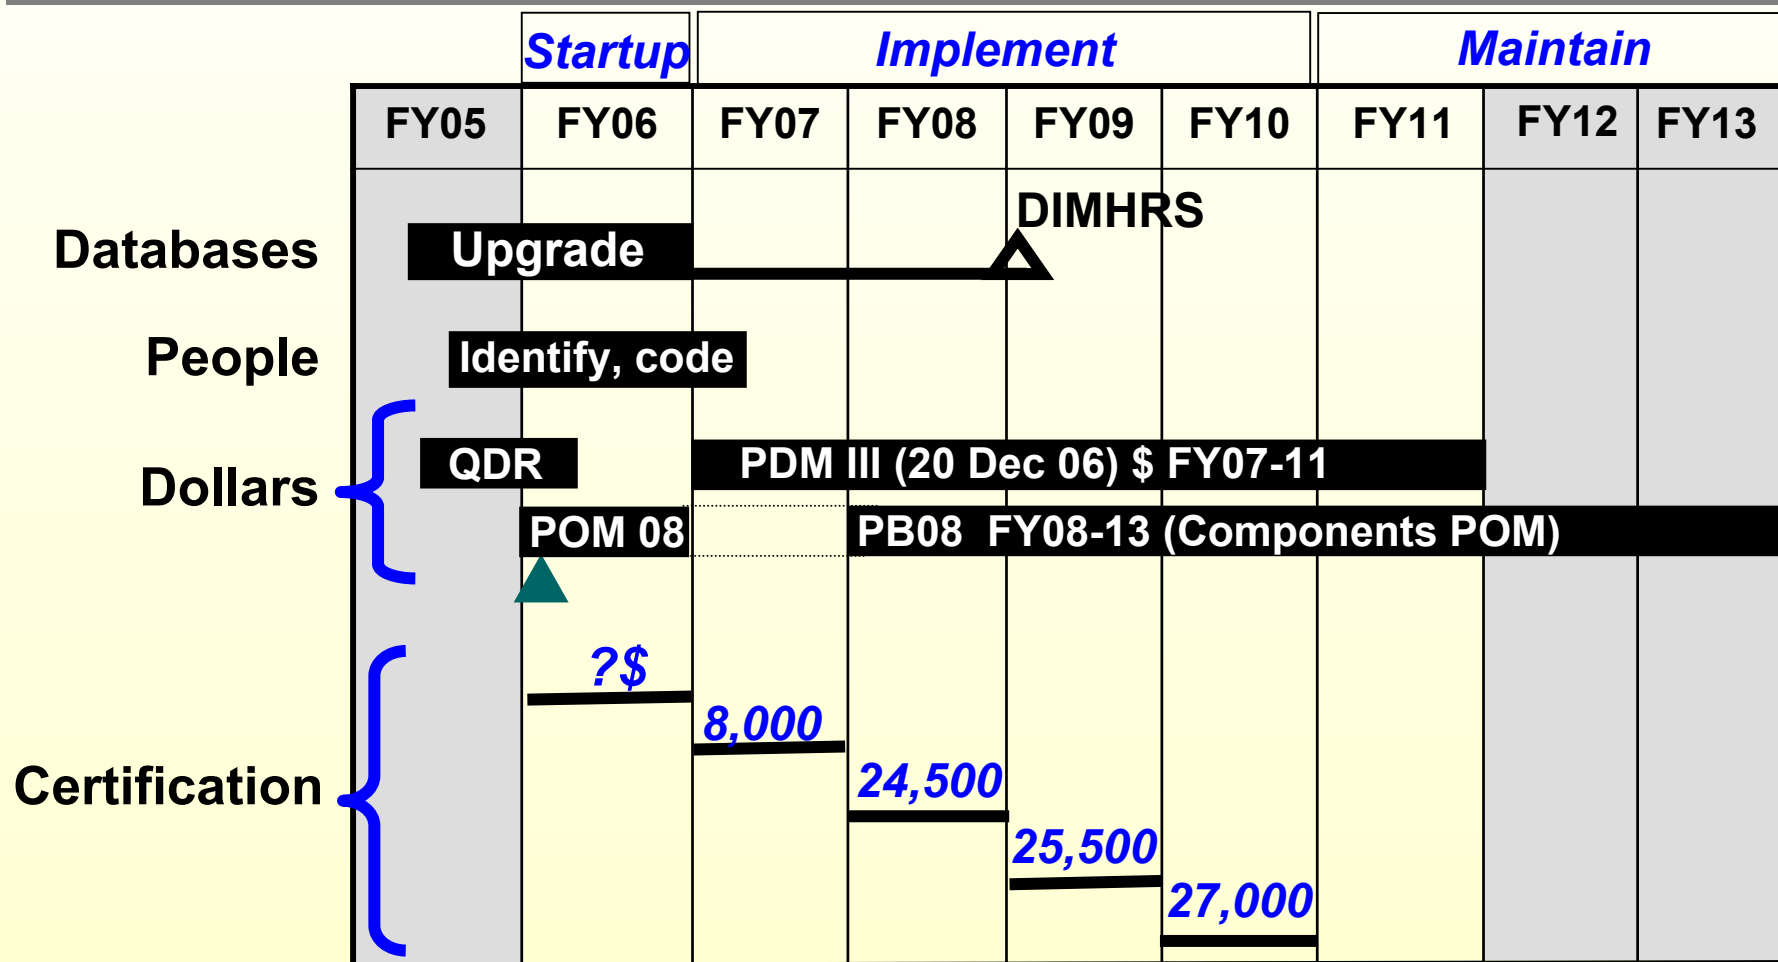 Startup Implement Maintain
FY05 FY06 FY07 FY08 FY09 FY10 FY11 FY12 FY13
DIMHRS
Databases Upgrade
People Identify, code
Dollars QDR PDM III (20 Dec 06) $ FY07-11
POM 08 PB08 FY08-13 (Components POM)
?$
8,000
24,500
Certification
25,500
27,000